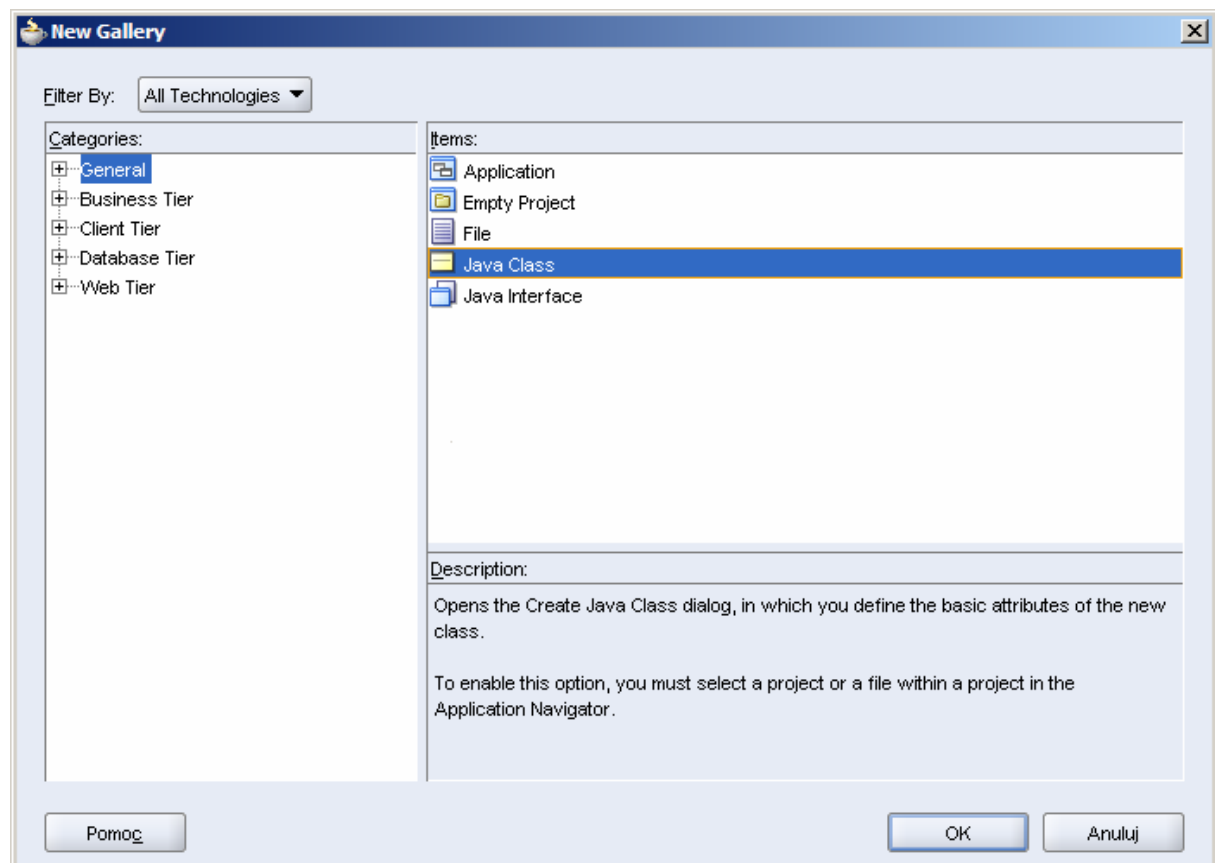 New Gallery
Filter By: All Technologies
Categories:
General
Business Tier
Client Tier
Database Tier
Web Tier
Items:
Application
Empty Project
File
Java Class
Java Interface
Description:
Opens the Create Java Class dialog, in which you define the basic attributes of the new
class.
To enable this option, you must select a project or a file within a project in the
Application Navigator.
Pomoc OK Anuluj